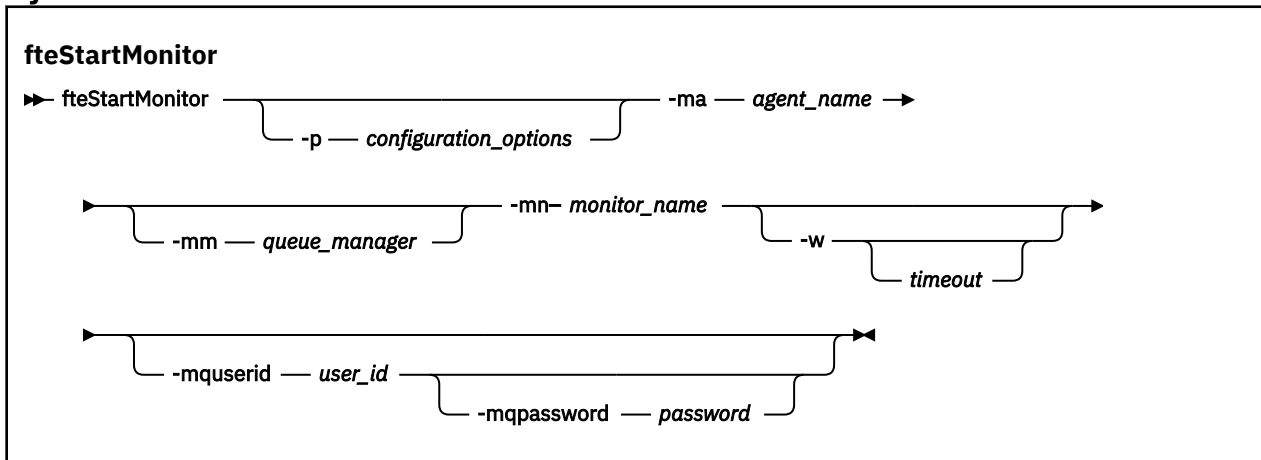 fteStartMonitor
fteStartMonitor -ma agent_name
-p configuration_options
-mn monitor_name
-mm queue_manager -w
timeout
-mquserid user_id
-mqpassword password